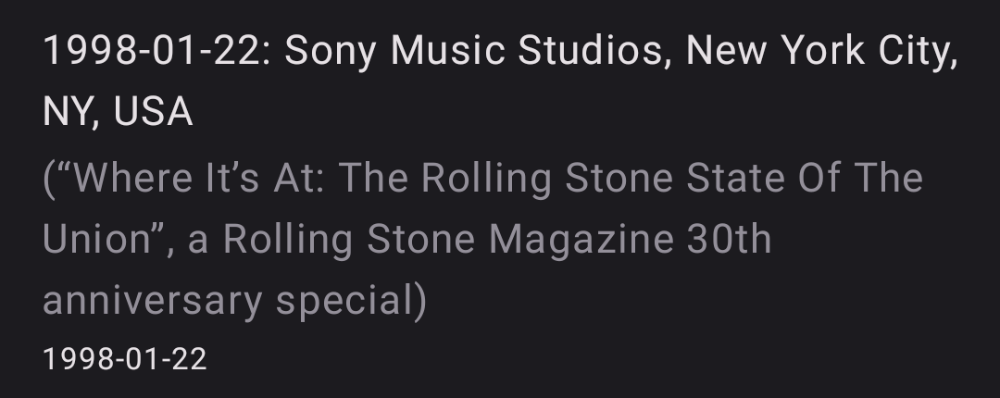 1998-01-22: Sony Music Studios, New York City,
NY, USA
(“Where It’s At: The Rolling Stone State Of The
Union”, a Rolling Stone Magazine 30th
anniversary special)
1998-01-22